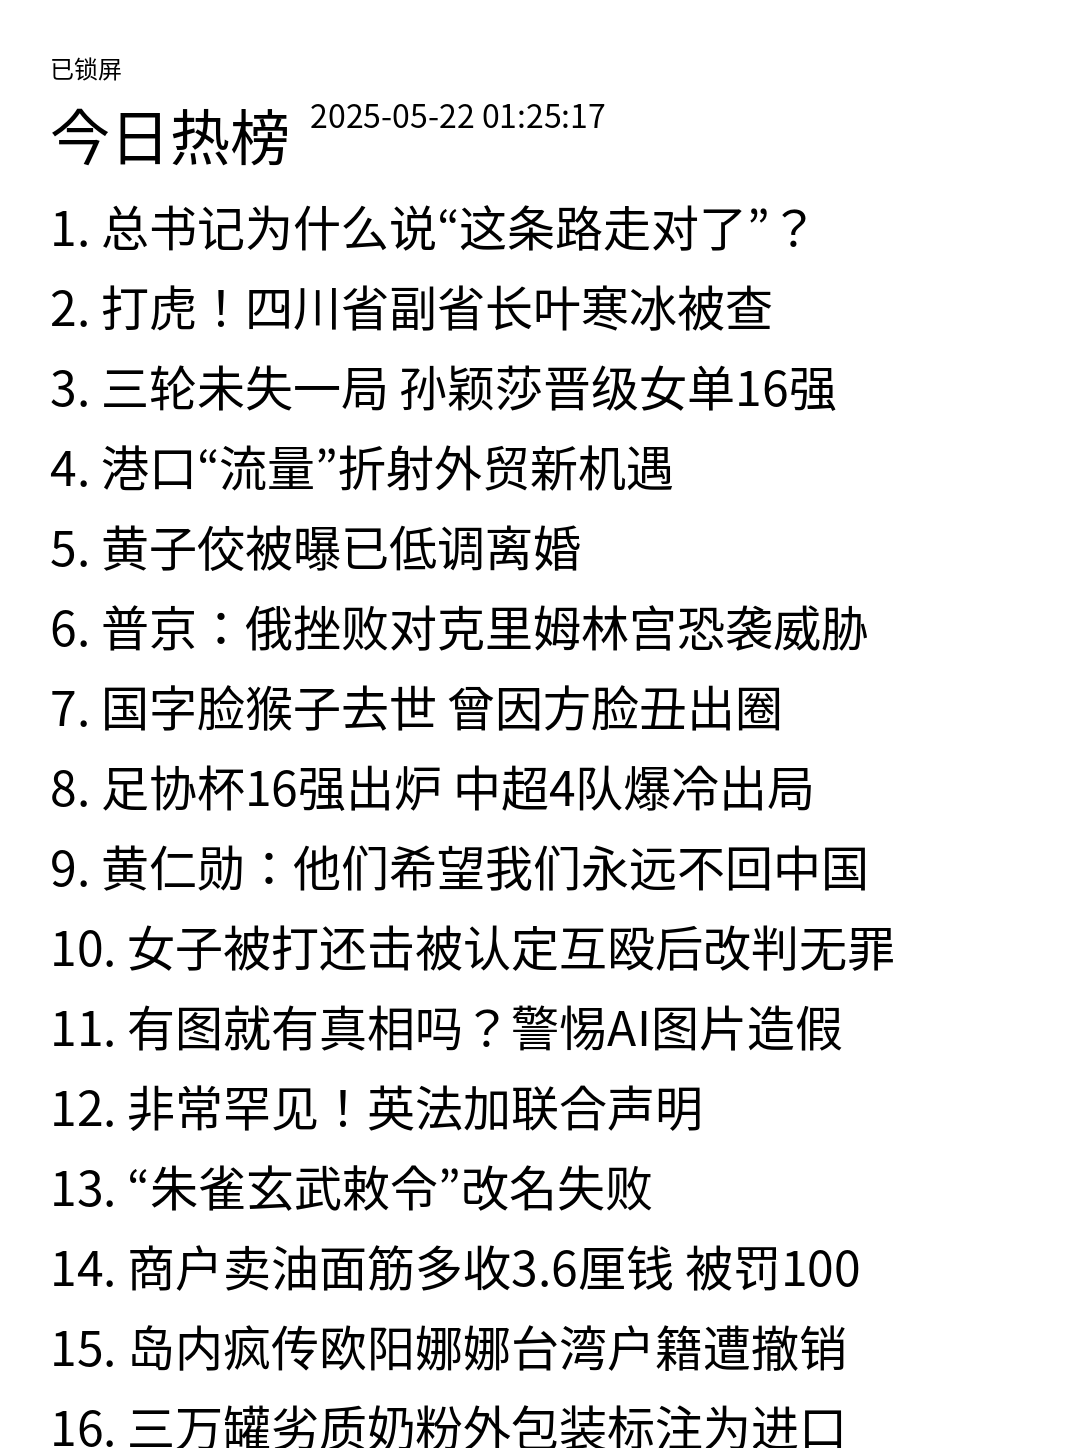 已锁屏
今日热榜 2025-05-22 01:25:17
1. 总书记为什么说“这条路走对了”？
2. 打虎！四川省副省长叶寒冰被查
3. 三轮未失一局 孙颖莎晋级女单16强
4. 港口“流量”折射外贸新机遇
5. 黄子佼被曝已低调离婚
6. 普京：俄挫败对克里姆林宫恐袭威胁
7. 国字脸猴子去世 曾因方脸丑出圈
8. 足协杯16强出炉 中超4队爆冷出局
9. 黄仁勋：他们希望我们永远不回中国
10. 女子被打还击被认定互殴后改判无罪
11. 有图就有真相吗？警惕AI图片造假
12. 非常罕见！英法加联合声明
13. “朱雀玄武敕令”改名失败
14. 商户卖油面筋多收3.6厘钱 被罚100
15. 岛内疯传欧阳娜娜台湾户籍遭撤销
16. 三万罐劣质奶粉外包装标注为进口